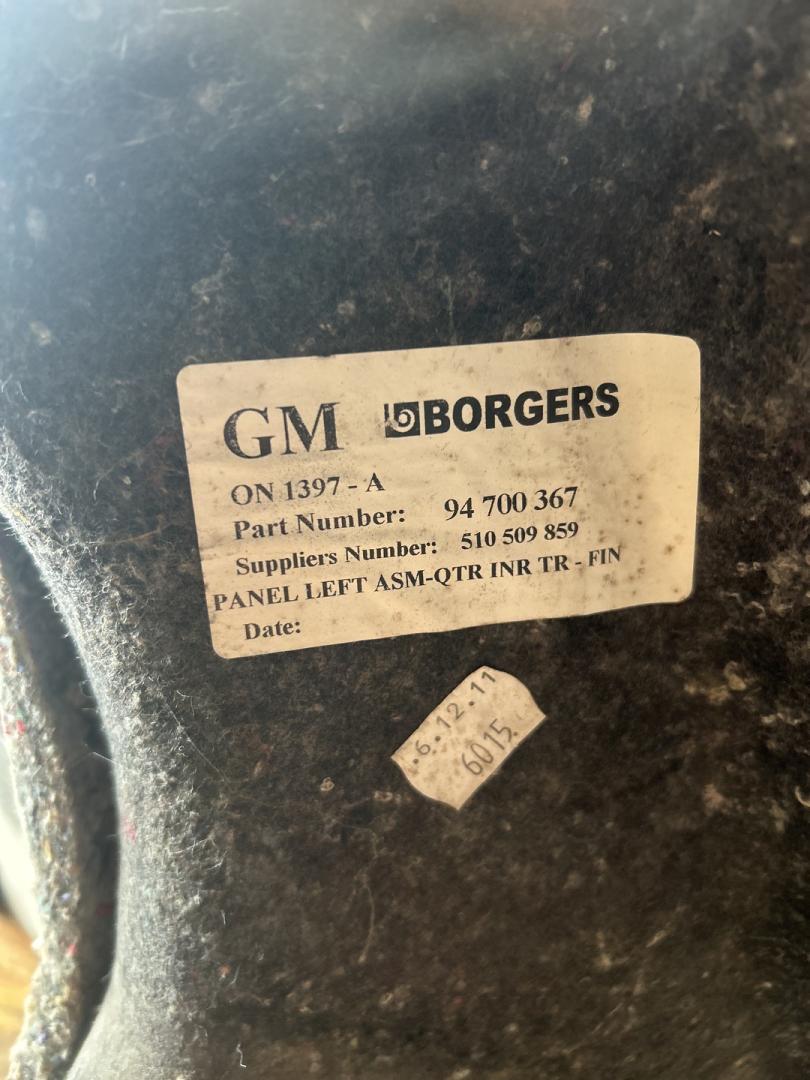 GM BORGERS
ON 1397 - A
Part Number: 94 700 367
Suppliers Number: 510 509 859
PANEL LEFT ASM-QTR INR TR - FIN
Date:
.6.12.11
6015